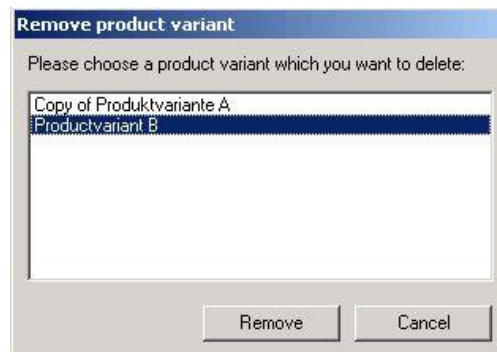 Remove product variant
Please choose a product variant which you want to delete:
Copy of Produktvariante A
Productvariant B
Remove
Cancel